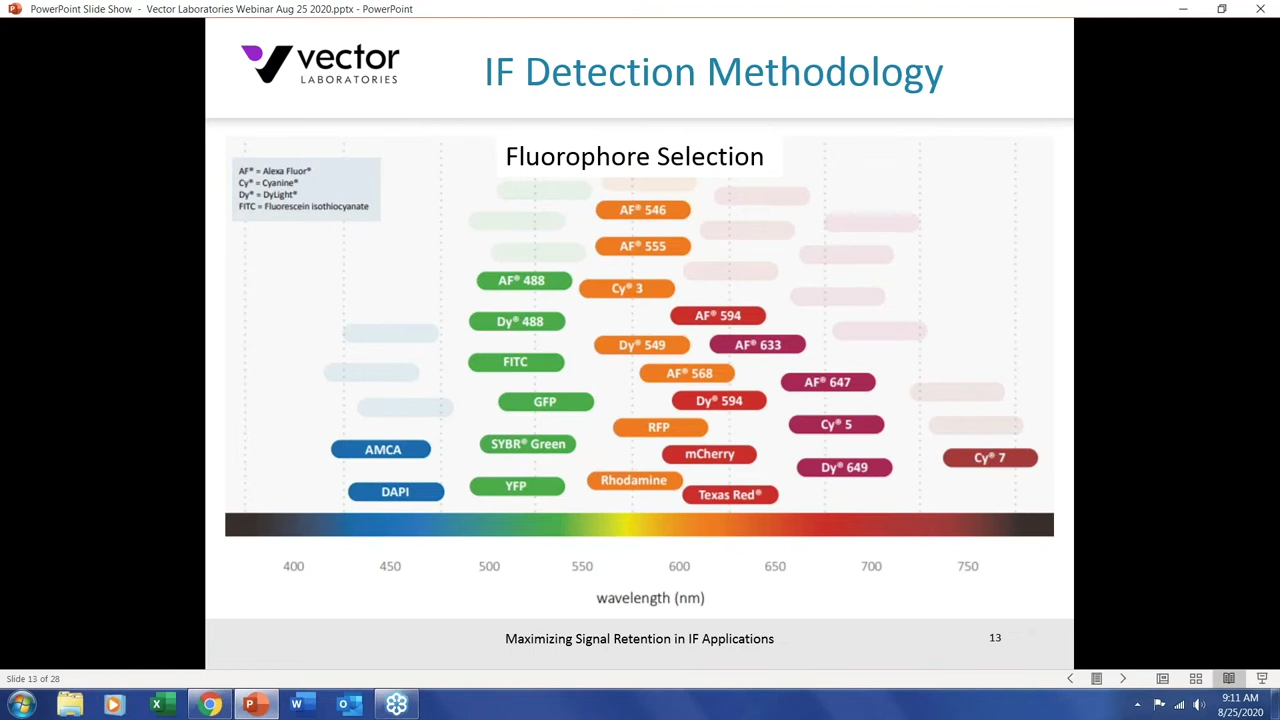 PowerPoint Slide Show - Vector Laboratories Webinar Aug 25 2020.pptx - PowerPoint
vector
LABORATORIES
IF Detection Methodology
Fluorophore Selection
AF® = Alexa Fluor®
Cy® = Cyanine®
Dy® = DyLight®
FITC = Fluorescein isothiocyanate
AF® 546
AF® 555
AF® 488
Cy® 3
AF® 594
Dy® 488
Dy® 549
AF® 633
FITC
AF® 568
AF® 647
GFP
Dy® 594
RFP
Cy® 5
AMCA
SYBR® Green
mCherry
Cy® 7
Dy® 649
DAPI
YFP
Rhodamine
Texas Red®
400 450 500 550 600 650 700 750
wavelength (nm)
Maximizing Signal Retention in IF Applications
13
Slide 13 of 28
9:11 AM
8/25/2020